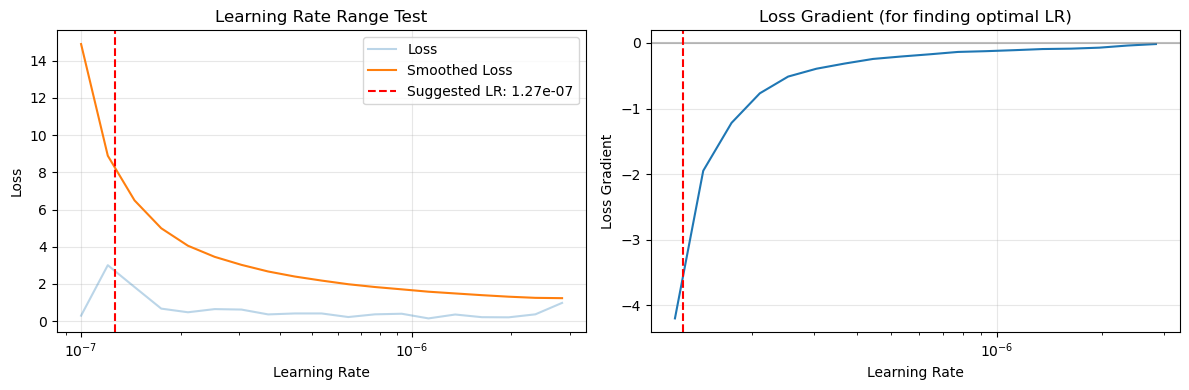 Learning Rate Range Test
Loss
14
12
10
8
6
4
2
0
Loss
Smoothed Loss
Suggested LR: 1.27e-07
10⁻⁷
10⁻⁶
Learning Rate
Loss Gradient (for finding optimal LR)
Loss Gradient
0
−1
−2
−3
−4
10⁻⁶
Learning Rate